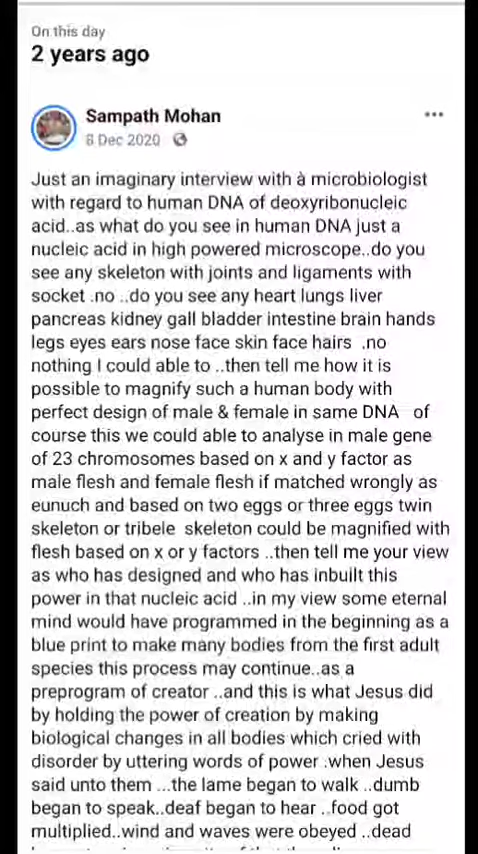 On this day
2 years ago
Sampath Mohan
8 Dec 2020
Just an imaginary interview with à microbiologist
with regard to human DNA of deoxyribonucleic
acid..as what do you see in human DNA just a
nucleic acid in high powered microscope..do you
see any skeleton with joints and ligaments with
socket .no ..do you see any heart lungs liver
pancreas kidney gall bladder intestine brain hands
legs eyes ears nose face skin face hairs .no
nothing I could able to ..then tell me how it is
possible to magnify such a human body with
perfect design of male & female in same DNA of
course this we could able to analyse in male gene
of 23 chromosomes based on x and y factor as
male flesh and female flesh if matched wrongly as
eunuch and based on two eggs or three eggs twin
skeleton or tribele skeleton could be magnified with
flesh based on x or y factors ..then tell me your view
as who has designed and who has inbuilt this
power in that nucleic acid ..in my view some eternal
mind would have programmed in the beginning as a
blue print to make many bodies from the first adult
species this process may continue..as a
preprogram of creator ..and this is what Jesus did
by holding the power of creation by making
biological changes in all bodies which cried with
disorder by uttering words of power .when Jesus
said unto them ...the lame began to walk ..dumb
began to speak..deaf began to hear ..food got
multiplied..wind and waves were obeyed ..dead